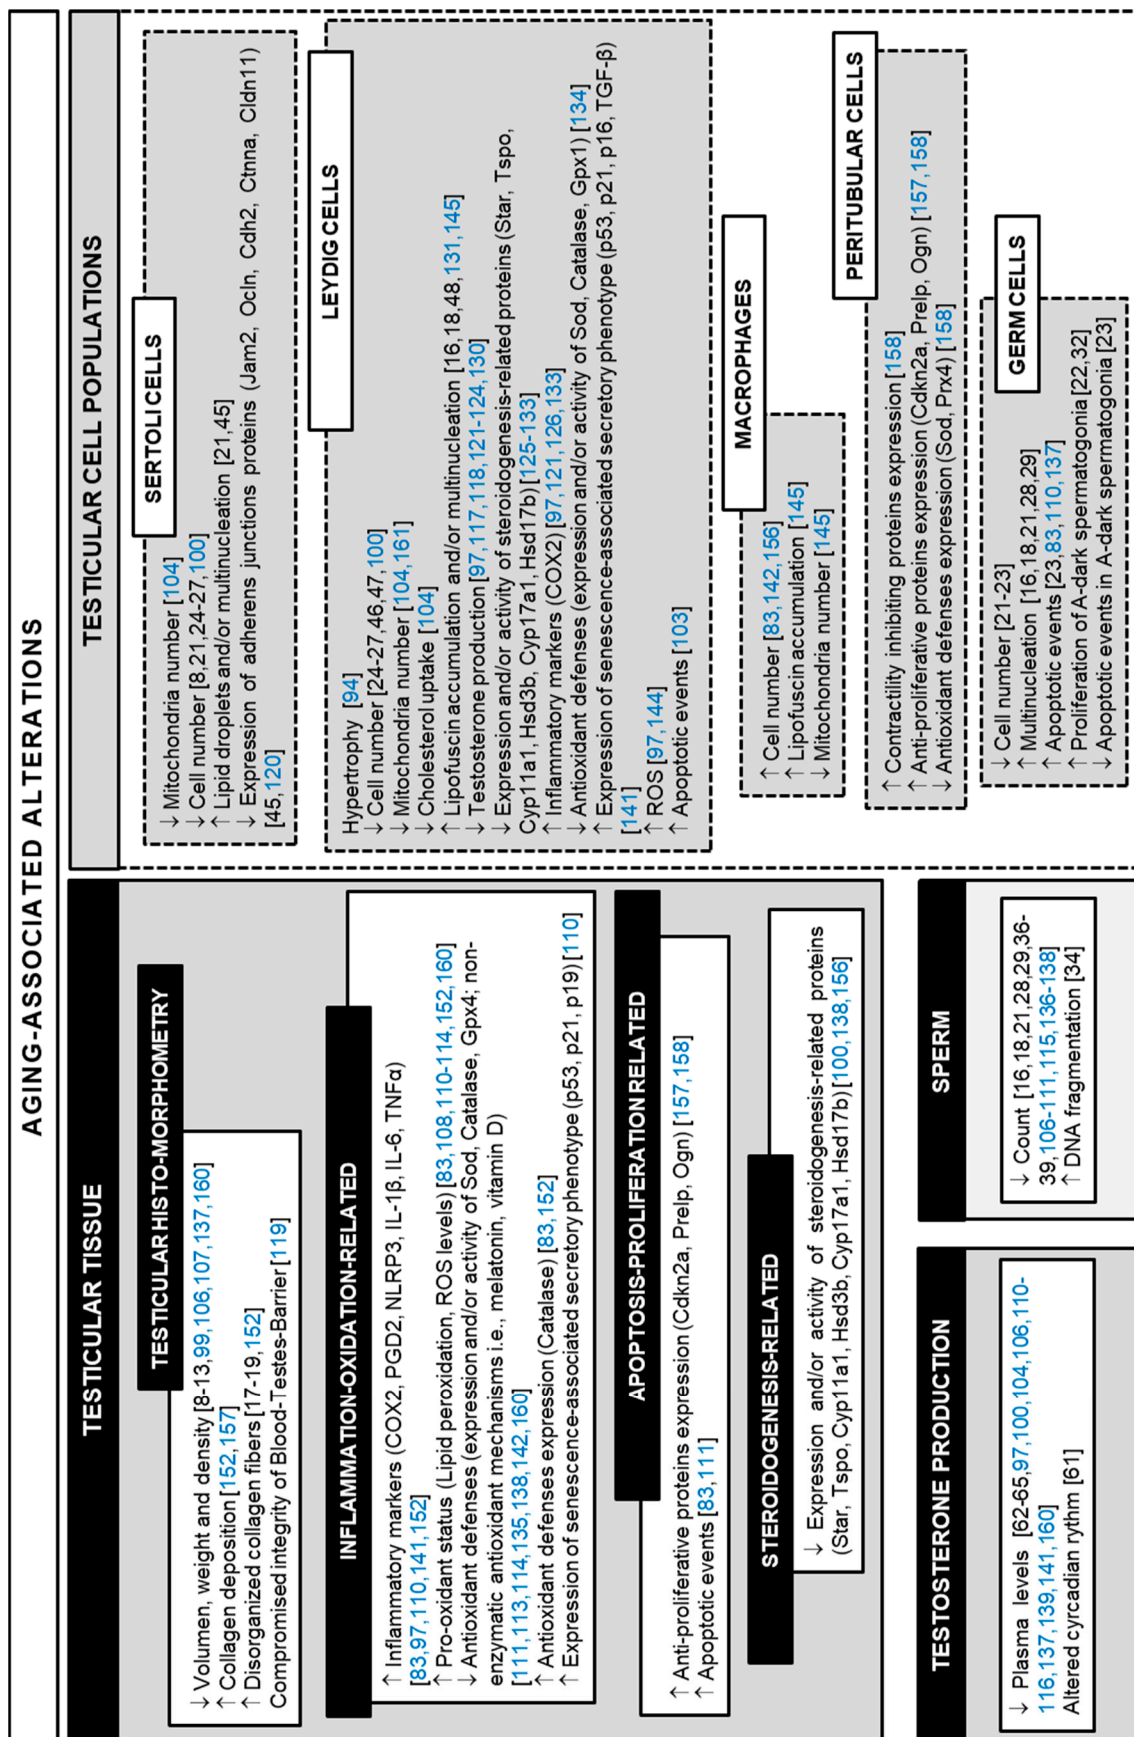 AGING-ASSOCIATED ALTERATIONS
TESTICULAR TISSUE
TESTICULAR HISTO-MORPHOMETRY
↓ Volumen, weight and density [8-13,99,106,107,137,160]
↑ Collagen deposition [152,157]
↑ Disorganized collagen fibers [17-19,152]
Compromised integrity of Blood-Testes-Barrier [119]
INFLAMMATION-OXIDATION-RELATED
↑ Inflammatory markers (COX2, PGD2, NLRP3, IL-1β, IL-6, TNFα)
[83,97,110,141,152]
↑ Pro-oxidant status (Lipid peroxidation, ROS levels) [83,108,110-114,152,160]
↓ Antioxidant defenses (expression and/or activity of Sod, Catalase, Gpx4; non-
enzymatic antioxidant mechanisms i.e., melatonin, vitamin D)
[111,113,114,135,138,142,160]
↑ Antioxidant defenses expression (Catalase) [83,152]
↑ Expression of senescence-associated secretory phenotype (p53, p21, p19) [110]
APOPTOSIS-PROLIFERATION RELATED
↑ Anti-proliferative proteins expression (Cdkn2a, Prelp, Ogn) [157,158]
↑ Apoptotic events [83,111]
STEROIDOGENESIS-RELATED
↓ Expression and/or activity of steroidogenesis-related proteins
(Star, Tspo, Cyp11a1, Hsd3b, Cyp17a1, Hsd17b) [100,138,156]
TESTOSTERONE PRODUCTION
↓ Plasma levels [62-65,97,100,104,106,110-
116,137,139,141,160]
Altered cyrcadian rythm [61]
SPERM
↓ Count [16,18,21,28,29,36-
39,106-111,115,136-138]
↑ DNA fragmentation [34]
TESTICULAR CELL POPULATIONS
SERTOLI CELLS
↓ Mitochondria number [104]
↓ Cell number [8,21,24-27,100]
↑ Lipid droplets and/or multinucleation [21,45]
↓ Expression of adherens junctions proteins (Jam2, Ocln, Cdh2, Ctnna, Cldn11)
[45,120]
LEYDIG CELLS
Hypertrophy [94]
↓ Cell number [24-27,46,47,100]
↓ Mitochondria number [104,161]
↓ Cholesterol uptake [104]
↑ Lipofuscin accumulation and/or multinucleation [16,18,48,131,145]
↓ Testosterone production [97,117,118,121-124,130]
↓ Expression and/or activity of steroidogenesis-related proteins (Star, Tspo,
Cyp11a1, Hsd3b, Cyp17a1, Hsd17b) [125-133]
↑ Inflammatory markers (COX2) [97,121,126,133]
↓ Antioxidant defenses (expression and/or activity of Sod, Catalase, Gpx1) [134]
↑ Expression of senescence-associated secretory phenotype (p53, p21, p16, TGF-β)
[141]
↑ ROS [97,144]
↑ Apoptotic events [103]
MACROPHAGES
↑ Cell number [83,142,156]
↑ Lipofuscin accumulation [145]
↓ Mitochondria number [145]
PERITUBULAR CELLS
↑ Contractility inhibiting proteins expression [158]
↑ Anti-proliferative proteins expression (Cdkn2a, Prelp, Ogn) [157,158]
↓ Antioxidant defenses expression (Sod, Prx4) [158]
GERM CELLS
↓ Cell number [21-23]
↑ Multinucleation [16,18,21,28,29]
↑ Apoptotic events [23,83,110,137]
↑ Proliferation of A-dark spermatogonia [22,32]
↓ Apoptotic events in A-dark spermatogonia [23]